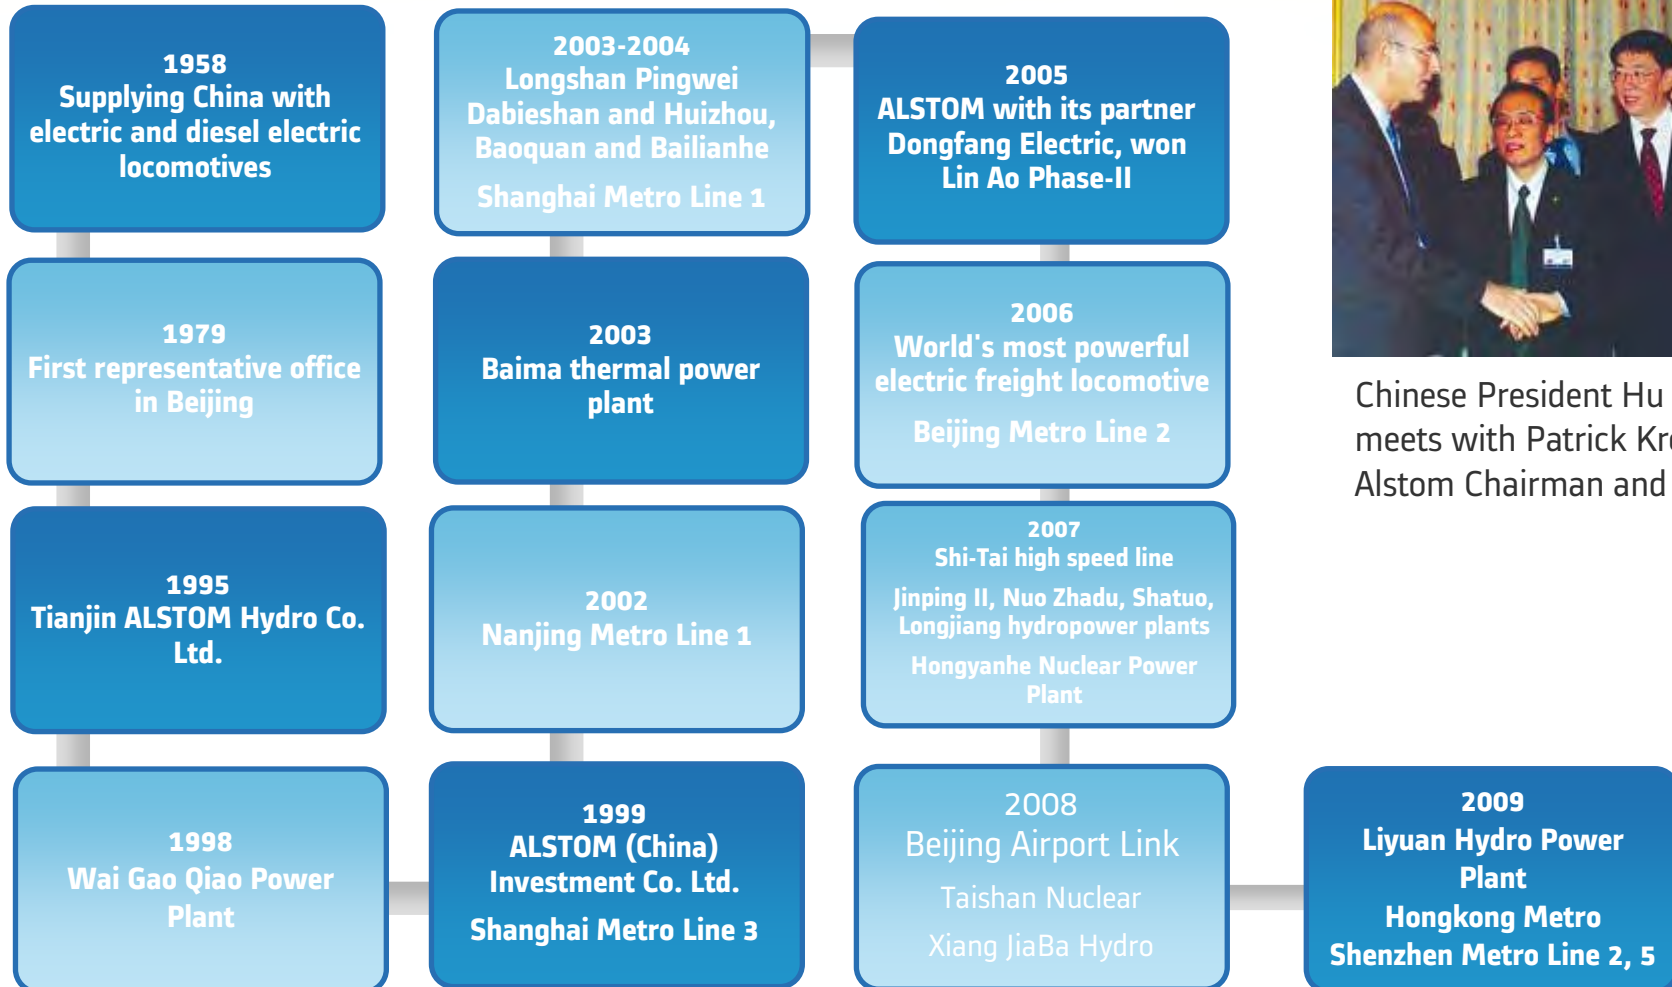 1958
Supplying China with
electric and diesel electric
locomotives
1979
First representative office
in Beijing
1995
Tianjin ALSTOM Hydro Co.
Ltd.
1998
Wai Gao Qiao Power
Plant
1999
ALSTOM (China)
Investment Co. Ltd.
Shanghai Metro Line 3
2002
Nanjing Metro Line 1
2003
Baima thermal power
plant
2003-2004
Longshan Pingwei
Dabieshan and Huizhou,
Baoquan and Bailianhe
Shanghai Metro Line 1
2005
ALSTOM with its partner
Dongfang Electric, won
Lin Ao Phase-II
2006
World's most powerful
electric freight locomotive
Beijing Metro Line 2
2007
Shi-Tai high speed line
Jinping II, Nuo Zhadu, Shatuo,
Longjiang hydropower plants
Hongyanhe Nuclear Power
Plant
2008
Beijing Airport Link
Taishan Nuclear
Xiang JiaBa Hydro
2009
Liyuan Hydro Power
Plant
Hongkong Metro
Shenzhen Metro Line 2, 5
Chinese President Hu
meets with Patrick
Alstom Chairman and